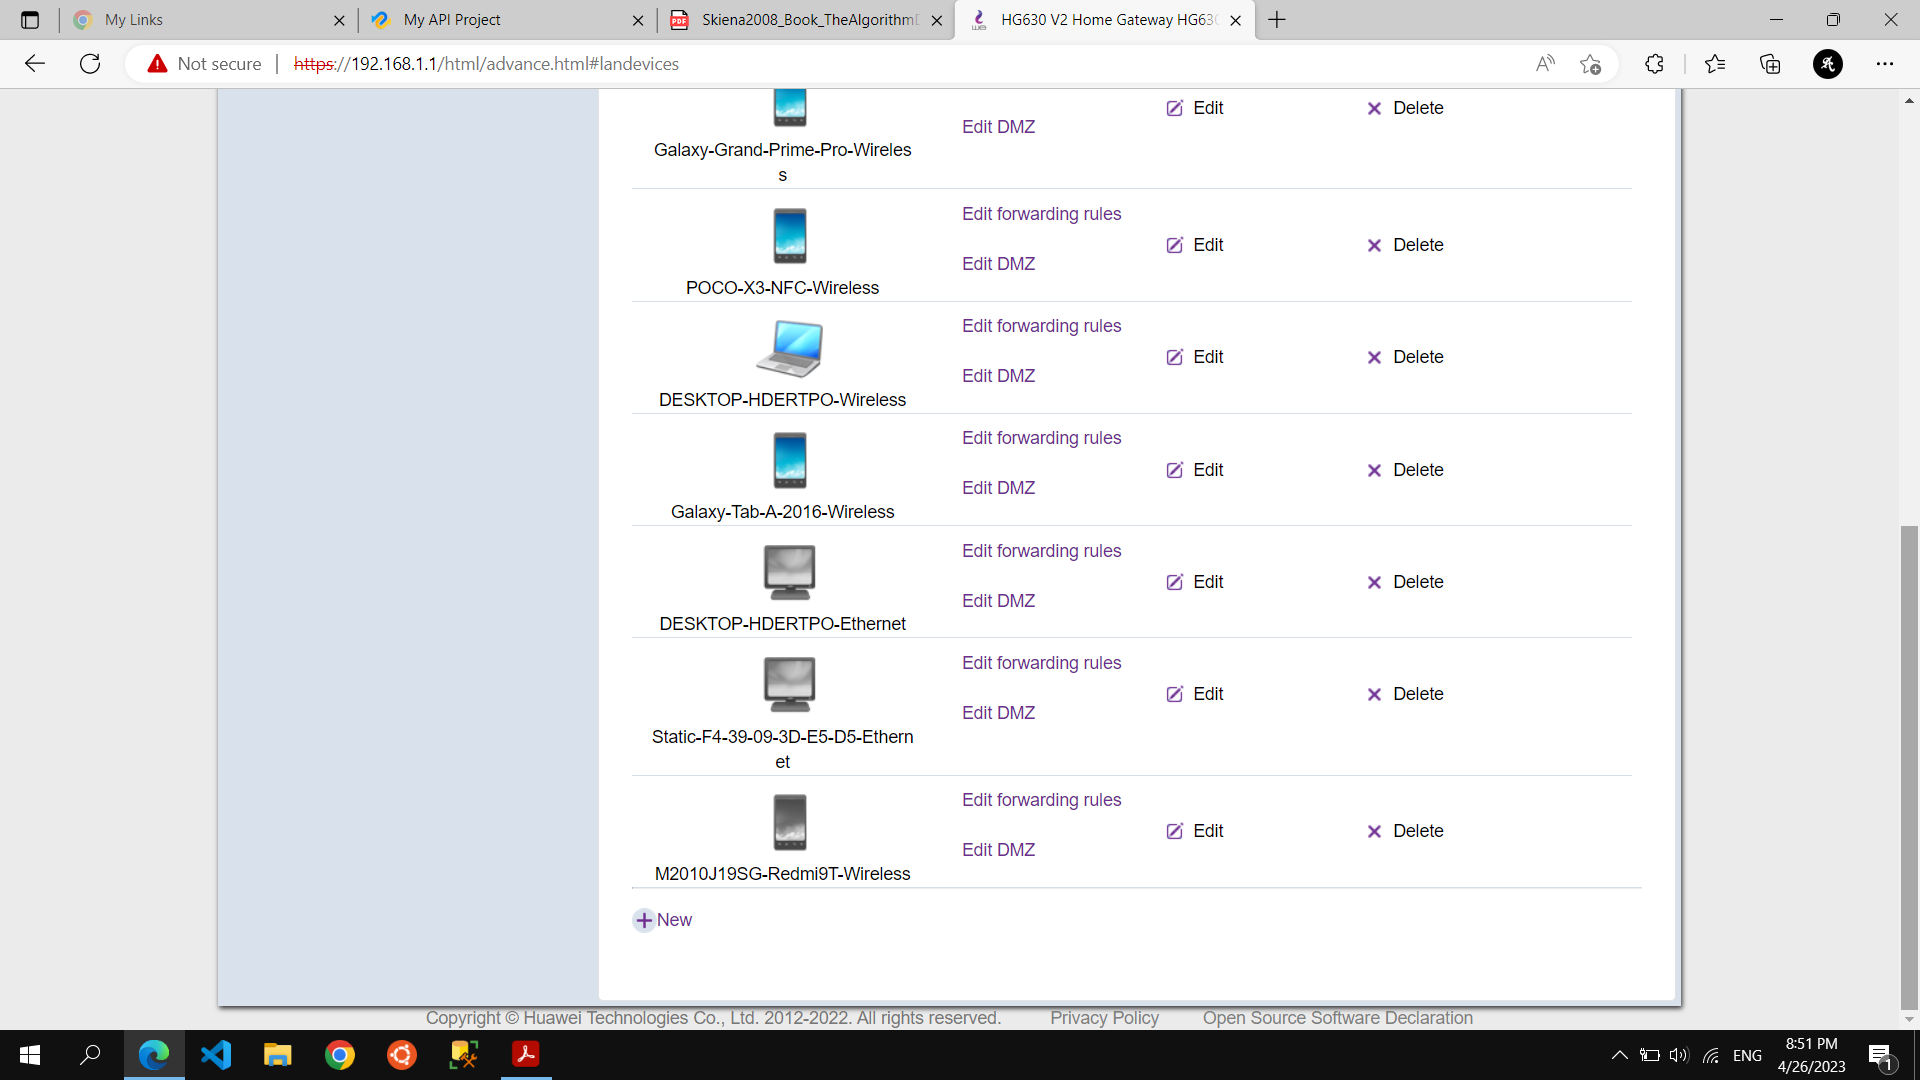 My Links
My API Project
Skiena2008_Book_TheAlgorithm
HG630 V2 Home Gateway HG630
Not secure
https://192.168.1.1/html/advance.html#landevices
Galaxy-Grand-Prime-Pro-Wireles
s
Edit DMZ
Edit
Delete
POCO-X3-NFC-Wireless
Edit forwarding rules
Edit DMZ
Edit
Delete
DESKTOP-HDERTPO-Wireless
Edit forwarding rules
Edit DMZ
Edit
Delete
Galaxy-Tab-A-2016-Wireless
Edit forwarding rules
Edit DMZ
Edit
Delete
DESKTOP-HDERTPO-Ethernet
Edit forwarding rules
Edit DMZ
Edit
Delete
Static-F4-39-09-3D-E5-D5-Ethern
et
Edit forwarding rules
Edit DMZ
Edit
Delete
M2010J19SG-Redmi9T-Wireless
Edit forwarding rules
Edit DMZ
Edit
Delete
New
Copyright © Huawei Technologies Co., Ltd. 2012-2022. All rights reserved.
Privacy Policy
Open Source Software Declaration
ENG
8:51 PM
4/26/2023
1